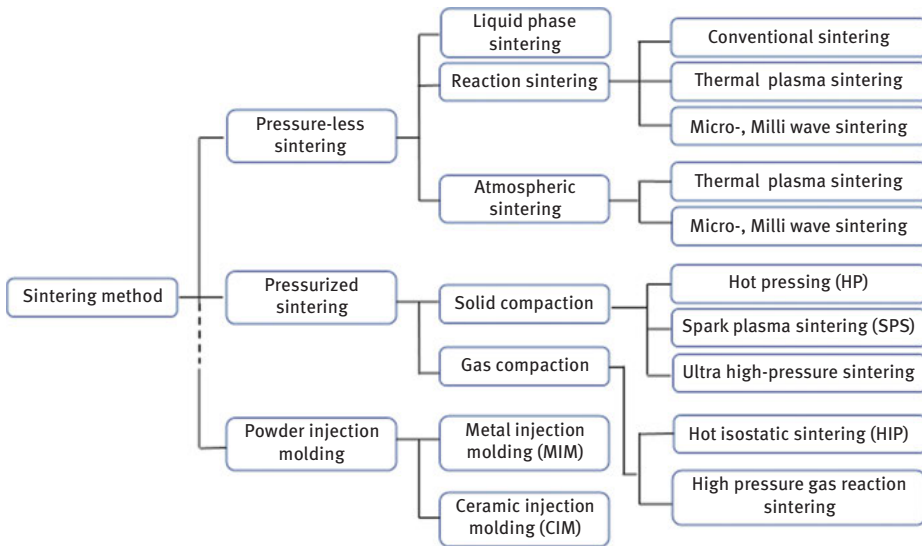 Liquid phase
sintering
Conventional sintering
Reaction sintering
Thermal plasma sintering
Pressure-less
sintering
Micro-, Milli wave sintering
Atmospheric
sintering
Thermal plasma sintering
Micro-, Milli wave sintering
Sintering method
Pressurized
sintering
Solid compaction
Hot pressing (HP)
Spark plasma sintering (SPS)
Gas compaction
Ultra high-pressure sintering
Powder injection
molding
Metal injection
molding (MIM)
Hot isostatic sintering (HIP)
Ceramic injection
molding (CIM)
High pressure gas reaction
sintering